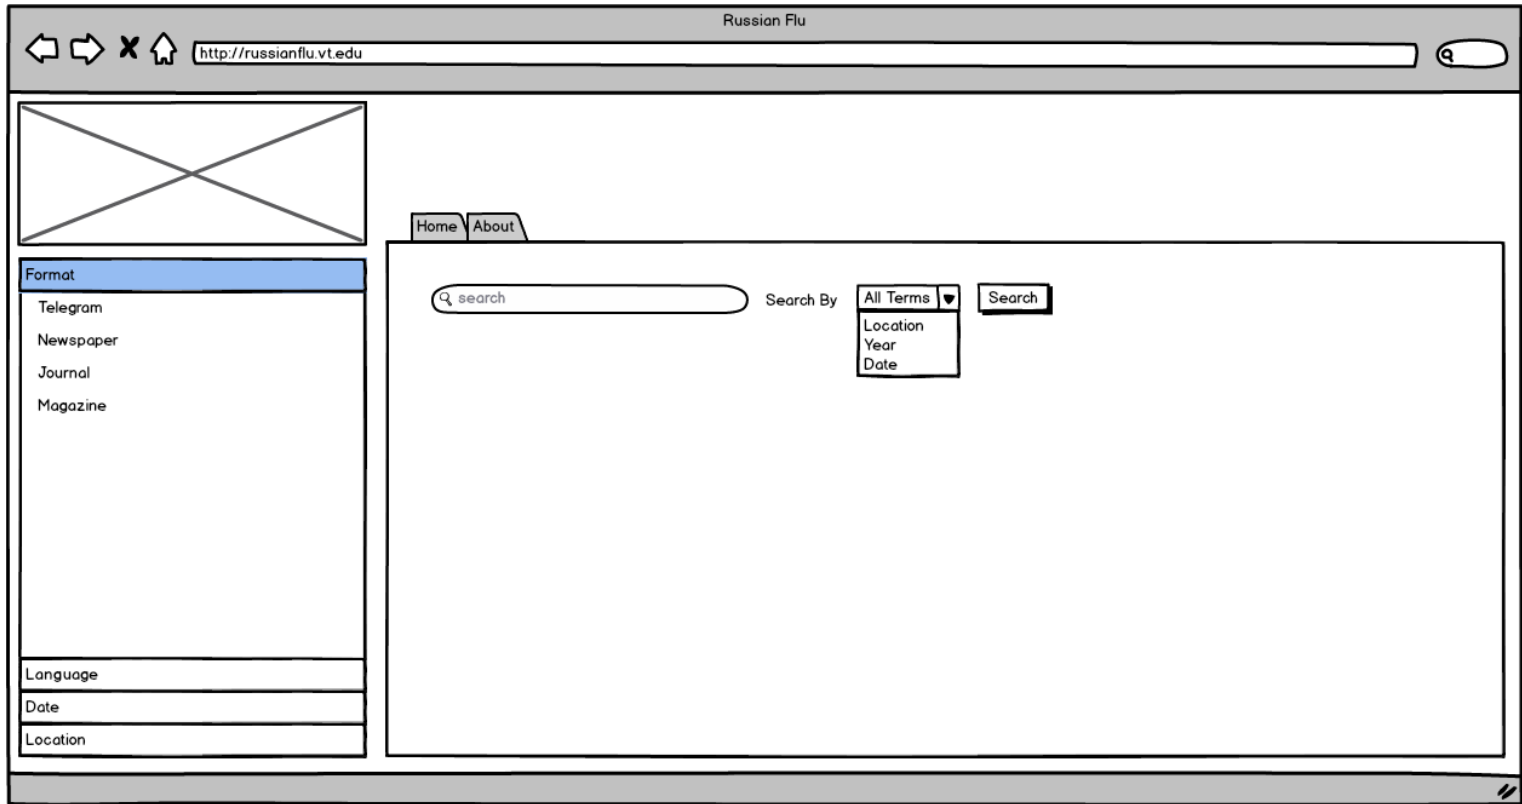 Russian Flu
http://russianflu.vt.edu
Home About
Format
Telegram
Newspaper
Journal
Magazine
Language
Date
Location
search Search By All Terms Search
Location
Year
Date